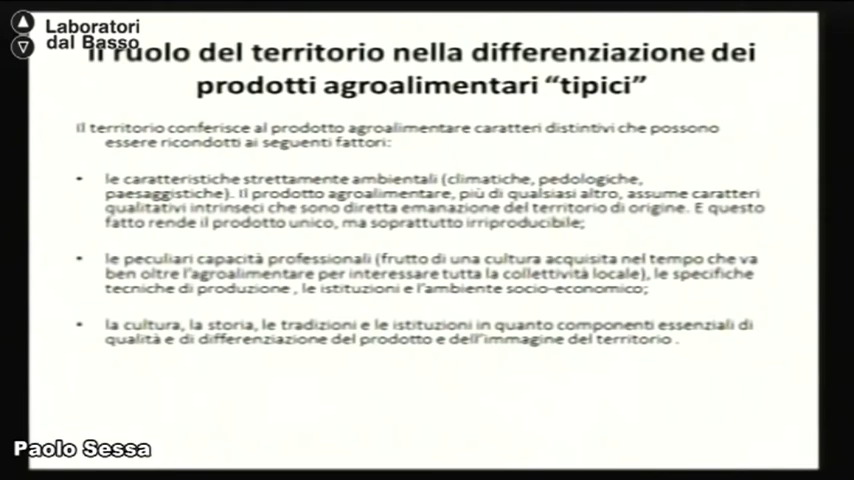 Laboratori
dal Basso
Il ruolo del territorio nella differenziazione dei
prodotti agroalimentari “tipici”
Il territorio conferisce al prodotto agroalimentare caratteri distintivi che possono
essere ricondotti ai seguenti fattori:
• le caratteristiche strettamente ambientali (climatiche, pedologiche,
paesaggistiche). Il prodotto agroalimentare, più di qualsiasi altro, assume caratteri
qualitativi intrinseci che sono diretta emanazione del territorio di origine. E questo
fatto rende il prodotto unico, ma soprattutto irriproducibile;
• le peculiari capacità professionali (frutto di una cultura acquisita nel tempo che va
ben oltre l'agroalimentare per interessare tutta la collettività locale), le specifiche
tecniche di produzione , le istituzioni e l'ambiente socio-economico;
• la cultura, la storia, le tradizioni e le istituzioni in quanto componenti essenziali di
qualità e di differenziazione del prodotto e dell'immagine del territorio .
Paolo Sessa